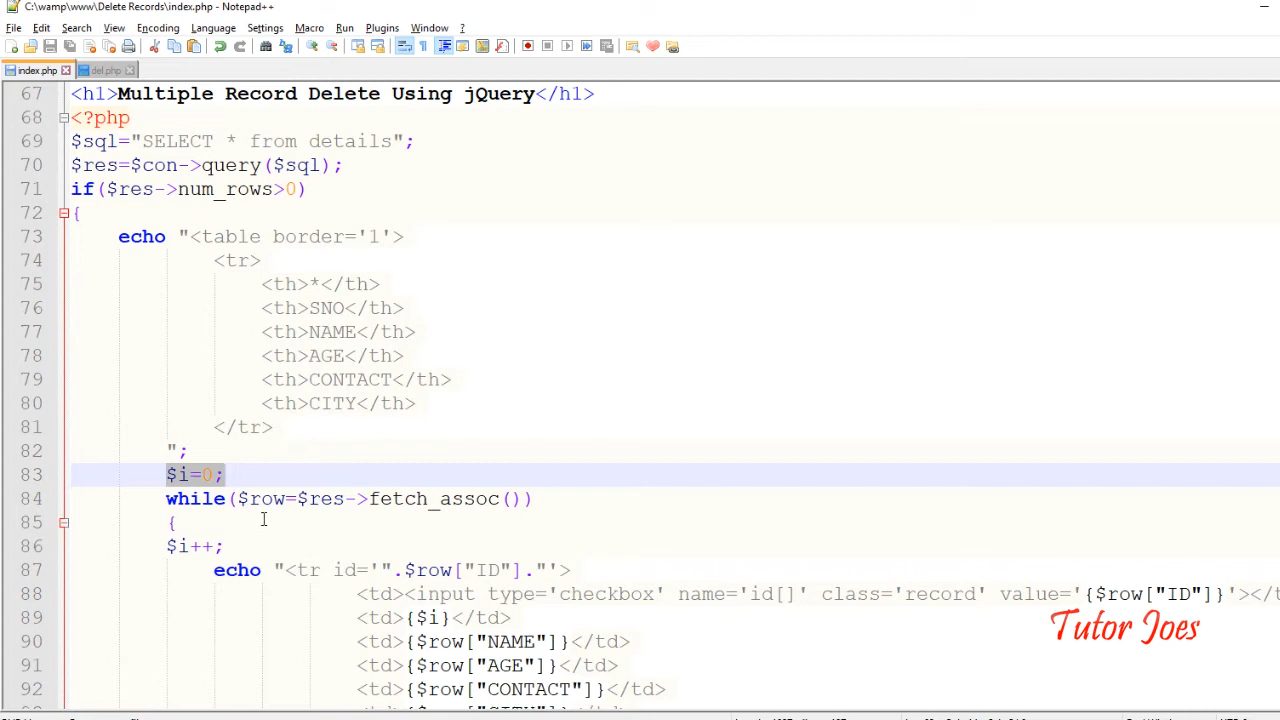 C:\wamp\www\Delete Records\index.php - Notepad++
File Edit Search View Encoding Language Settings Macro Run Plugins Window ?
index.php del.php
67 <h1>Multiple Record Delete Using jQuery</h1>
68 <?php
69 $sql="SELECT * from details";
70 $res=$con->query($sql);
71 if($res->num_rows>0)
72 {
73 echo "<table border='1'>
74 <tr>
75 <th>*</th>
76 <th>SNO</th>
77 <th>NAME</th>
78 <th>AGE</th>
79 <th>CONTACT</th>
80 <th>CITY</th>
81 </tr>
82 ";
83 $i=0;
84 while($row=$res->fetch_assoc())
85 {
86 $i++;
87 echo "<tr id='".$row["ID"]."'>
88 <td><input type='checkbox' name='id[]' class='record' value='{$row["ID"]}'></t
89 <td>{$i}</td>
90 <td>{$row["NAME"]}</td>
91 <td>{$row["AGE"]}</td>
92 <td>{$row["CONTACT"]}</td>
Tutor Joes